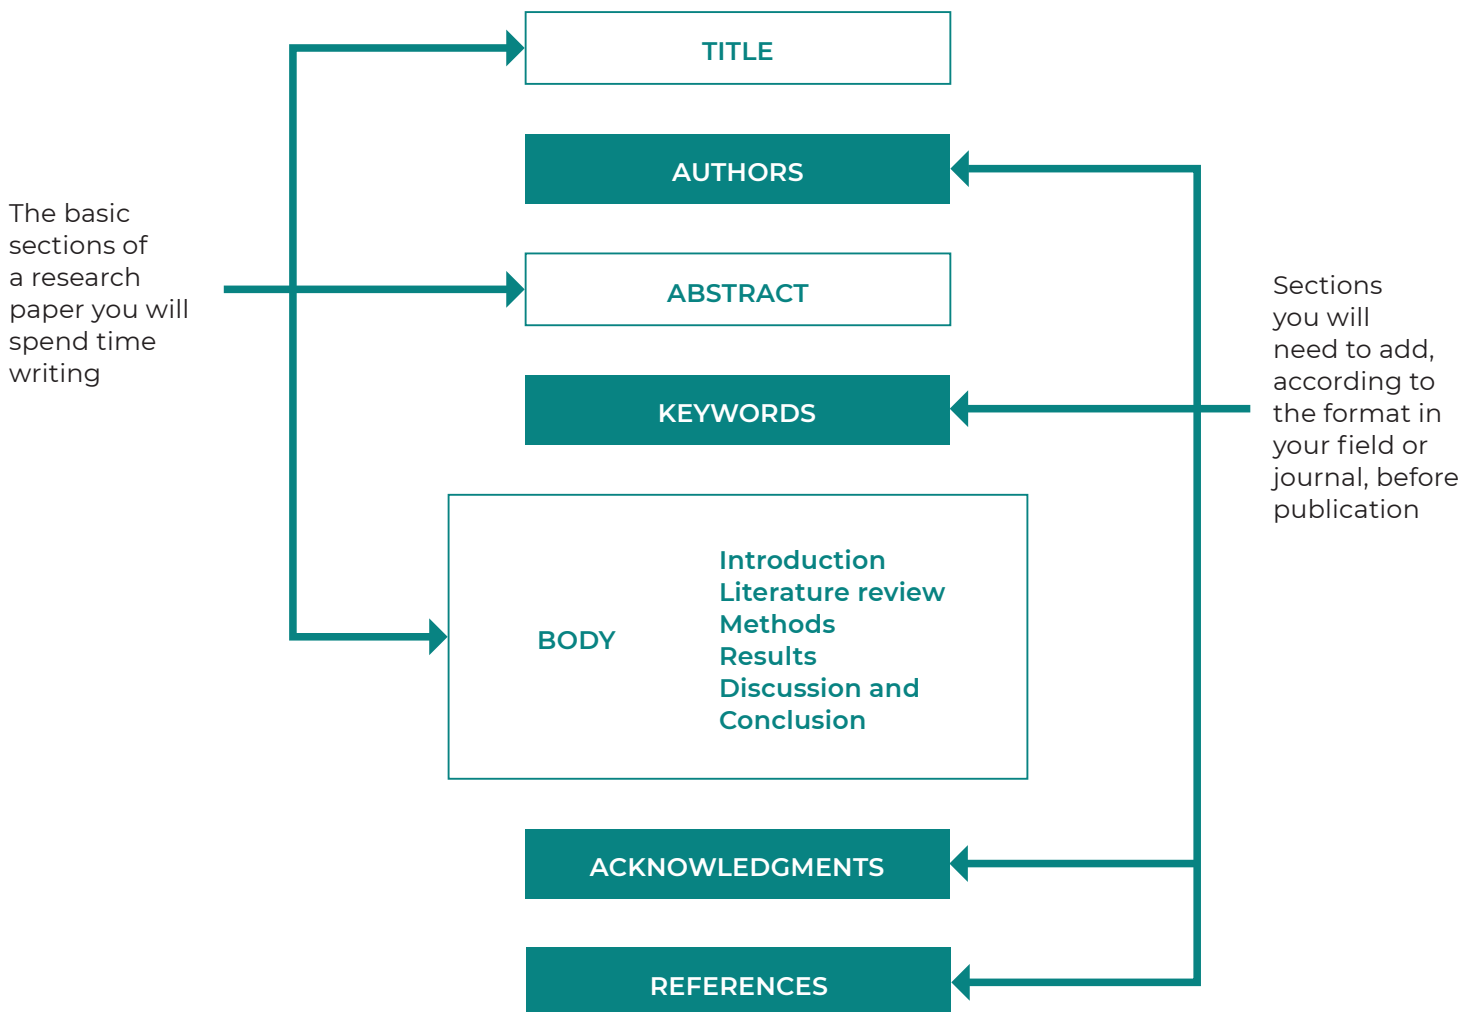 TITLE
AUTHORS
The basic
sections of
a research
paper you will
spend time
writing
ABSTRACT
KEYWORDS
Sections
you will
need to add,
according to
the format in
your field or
journal, before
publication
BODY
Introduction
Literature review
Methods
Results
Discussion and
Conclusion
ACKNOWLEDGMENTS
REFERENCES